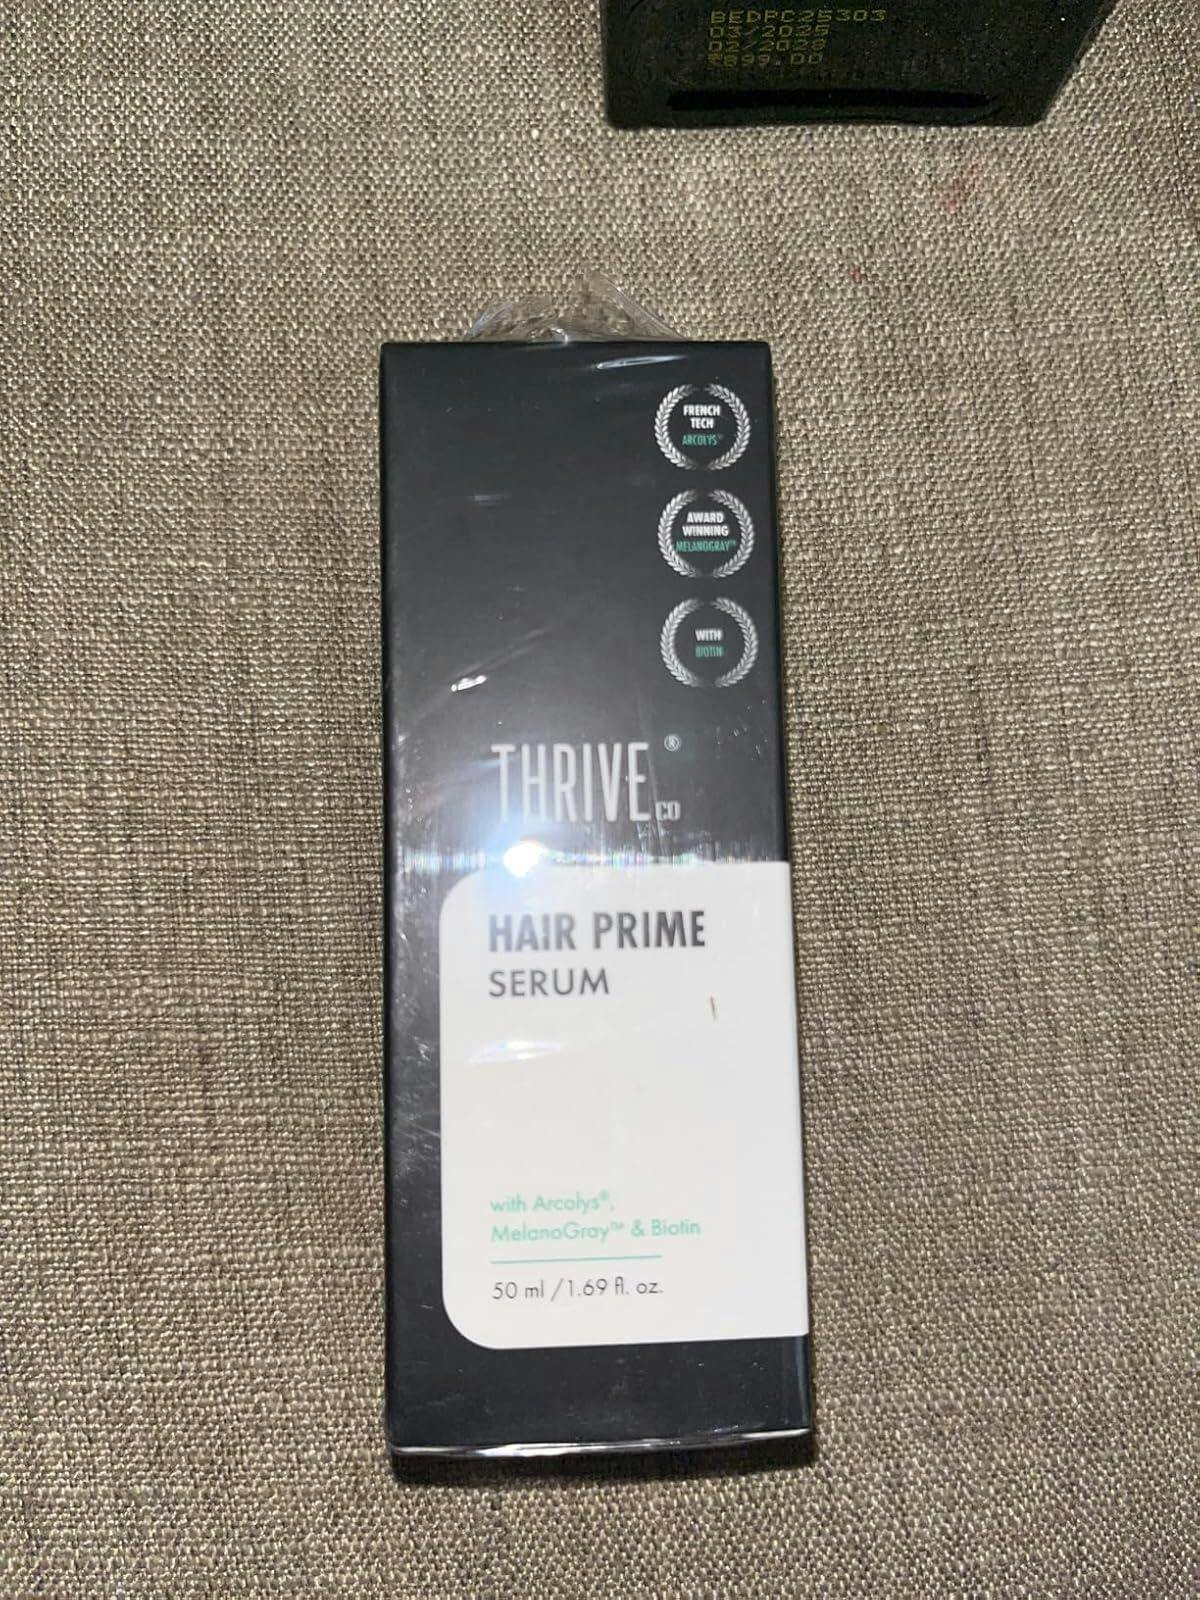 BEDPC25303
03/2025
02/2028
₹899.00
FRENCH
TECH
ARCOLYS®
AWARD
WINNING
MELANOGRAY™
WITH
BIOTIN
THRIVE CO ®
HAIR PRIME
SERUM
with Arcolys®,
MelanoGray™ & Biotin
50 ml /1.69 fl. oz.